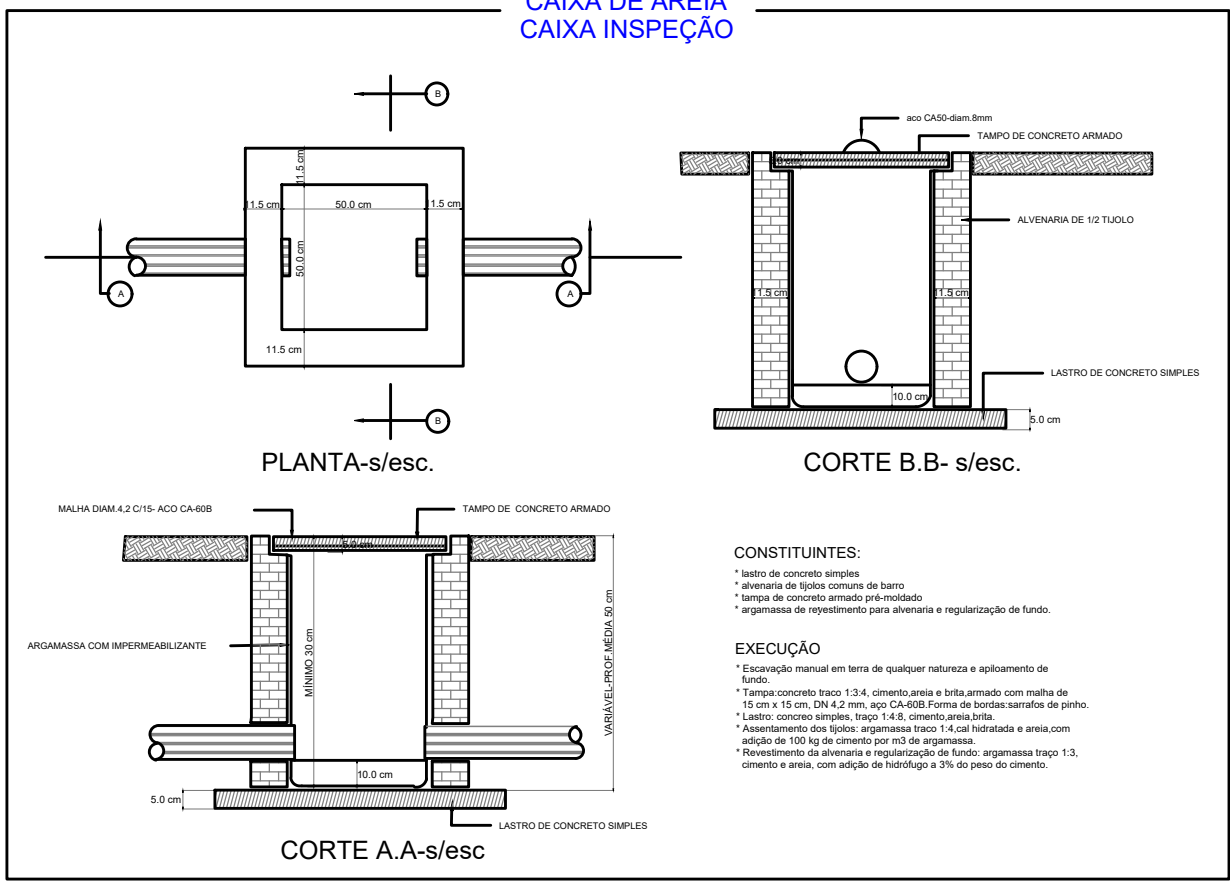 CAIXA DE AREIA
CAIXA INSPEÇÃO
B
11.5 cm
11.5 cm
50.0 cm
11.5 cm
50.0 cm
A
A
11.5 cm
B
PLANTA-s/esc.
aco CA50-diam.8mm
TAMPO DE CONCRETO ARMADO
ALVENARIA DE 1/2 TIJOLO
11.5 cm
11.5 cm
LASTRO DE CONCRETO SIMPLES
10.0 cm
5.0 cm
CORTE B.B- s/esc.
MALHA DIAM.4,2 C/15- ACO CA-60B
TAMPO DE CONCRETO ARMADO
5.0 cm
ARGAMASSA COM IMPERMEABILIZANTE
MÍNIMO 30 cm
VARIÁVEL-PROF.MÉDIA 50 cm
10.0 cm
5.0 cm
LASTRO DE CONCRETO SIMPLES
CORTE A.A-s/esc
CONSTITUINTES:
* lastro de concreto simples
* alvenaria de tijolos comuns de barro
* tampa de concreto armado pré-moldado
* argamassa de reyestimento para alvenaria e regularização de fundo.
EXECUÇÃO
* Escavação manual em terra de qualquer natureza e apiloamento de
fundo.
* Tampa:concreto traco 1:3:4, cimento,areia e brita,armado com malha de
15 cm x 15 cm, DN 4,2 mm, aço CA-60B.Forma de bordas:sarrafos de pinho.
* Lastro: concreo simples, traço 1:4:8, cimento,areia,brita.
* Assentamento dos tijolos: argamassa traco 1:4,cal hidratada e areia,com
adição de 100 kg de cimento por m3 de argamassa.
* Revestimento da alvenaria e regularização de fundo: argamassa traço 1:3,
cimento e areia, com adição de hidrófugo a 3% do peso do cimento.